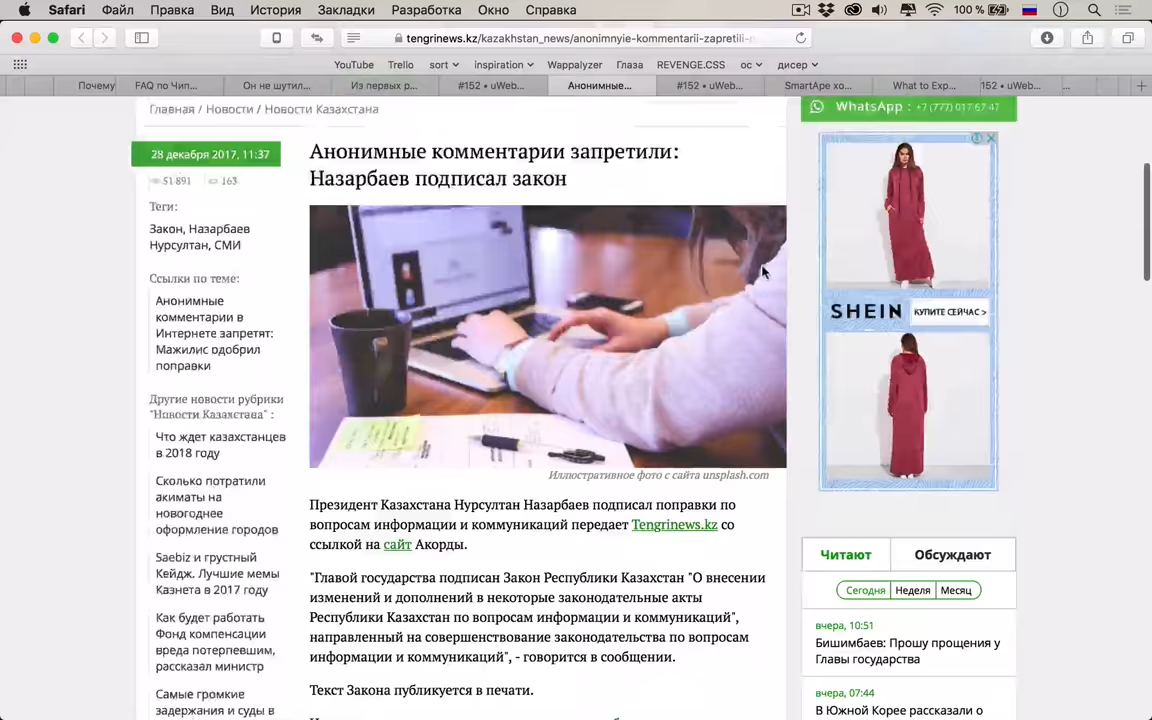 Safari Файл Правка Вид История Закладки Разработка Окно Справка 100 %
tengrinews.kz/kazakhstan_news/anonimnyie-kommentarii-zapretili-
YouTube Trello sort inspiration Wappalyzer Глаза REVENGE.CSS ос дисер
Почему FAQ по Чип... Он не шутил... Из первых р... #152 • uWeb... Анонимные... #152 • uWeb... SmartApe хо... What to Exp... 152 • uWeb... ...
Главная / Новости / Новости Казахстана
28 декабря 2017, 11:37
51 891 163
Теги:
Закон, Назарбаев
Нурсултан, СМИ
Ссылки по теме:
Анонимные
комментарии в
Интернете запретят:
Мажилис одобрил
поправки
Другие новости рубрики
"Новости Казахстана" :
Что ждет казахстанцев
в 2018 году
Сколько потратили
акиматы на
новогоднее
оформление городов
Saebiz и грустный
Кейдж. Лучшие мемы
Казнета в 2017 году
Как будет работать
Фонд компенсации
вреда потерпевшим,
рассказал министр
Самые громкие
задержания и суды в
Анонимные комментарии запретили:
Назарбаев подписал закон
Иллюстративное фото с сайта unsplash.com
Президент Казахстана Нурсултан Назарбаев подписал поправки по
вопросам информации и коммуникаций передает Tengrinews.kz со
ссылкой на сайт Акорды.
"Главой государства подписан Закон Республики Казахстан "О внесении
изменений и дополнений в некоторые законодательные акты
Республики Казахстан по вопросам информации и коммуникаций",
направленный на совершенствование законодательства по вопросам
информации и коммуникаций", - говорится в сообщении.
Текст Закона публикуется в печати.
WhatsApp : +7 (777) 017 67 47
SHEIN КУПИТЕ СЕЙЧАС >
Читают Обсуждают
Сегодня Неделя Месяц
вчера, 10:51
Бишимбаев: Прошу прощения у
Главы государства
вчера, 07:44
В Южной Корее рассказали о